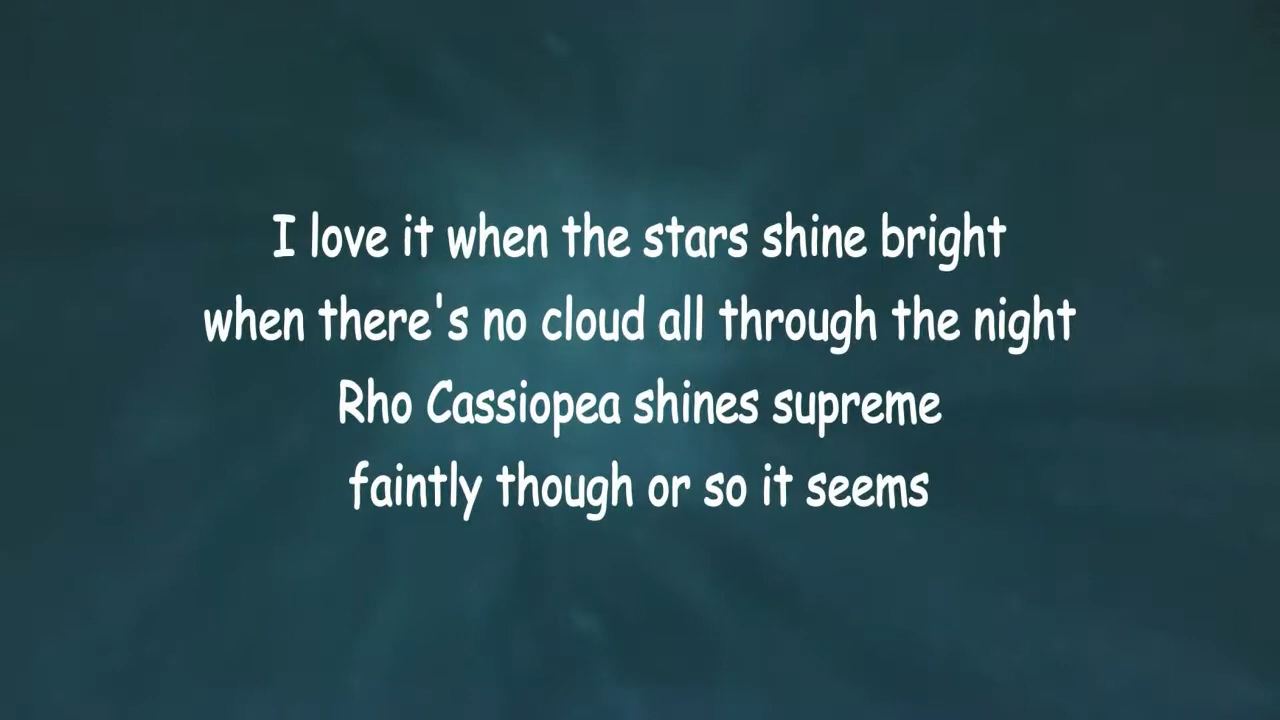 I love it when the stars shine bright
when there's no cloud all through the night
Rho Cassiopea shines supreme
faintly though or so it seems